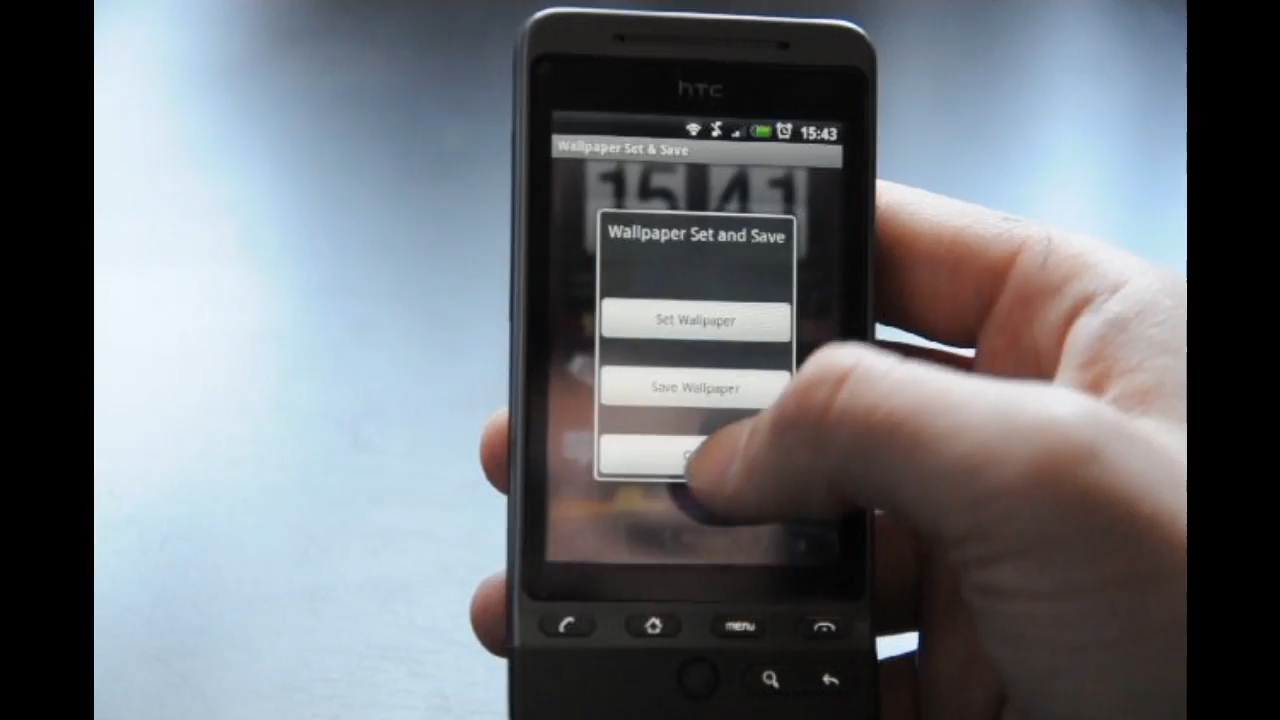 hTC
15:43
Wallpaper Set & Save
15 41
Wallpaper Set and Save
Set Wallpaper
Save Wallpaper
menu